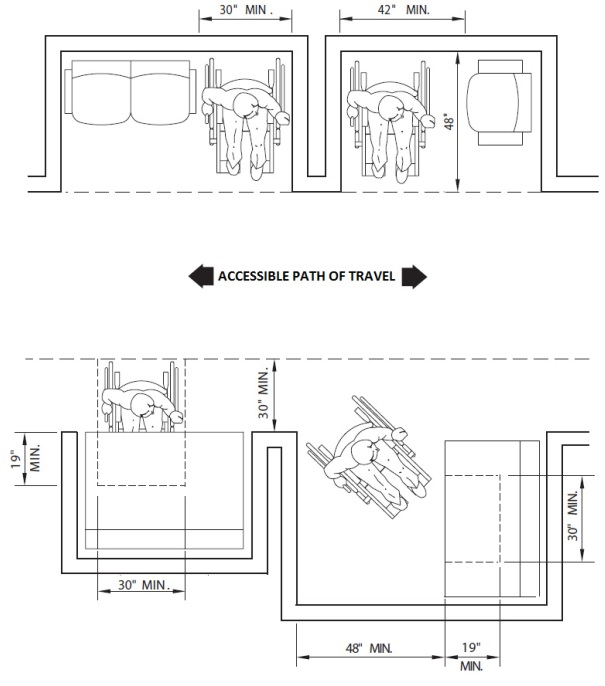 30" MIN.
42" MIN.
48"
ACCESSIBLE PATH OF TRAVEL
30" MIN.
19"
MIN.
30" MIN.
30" MIN.
48" MIN.
19"
MIN.